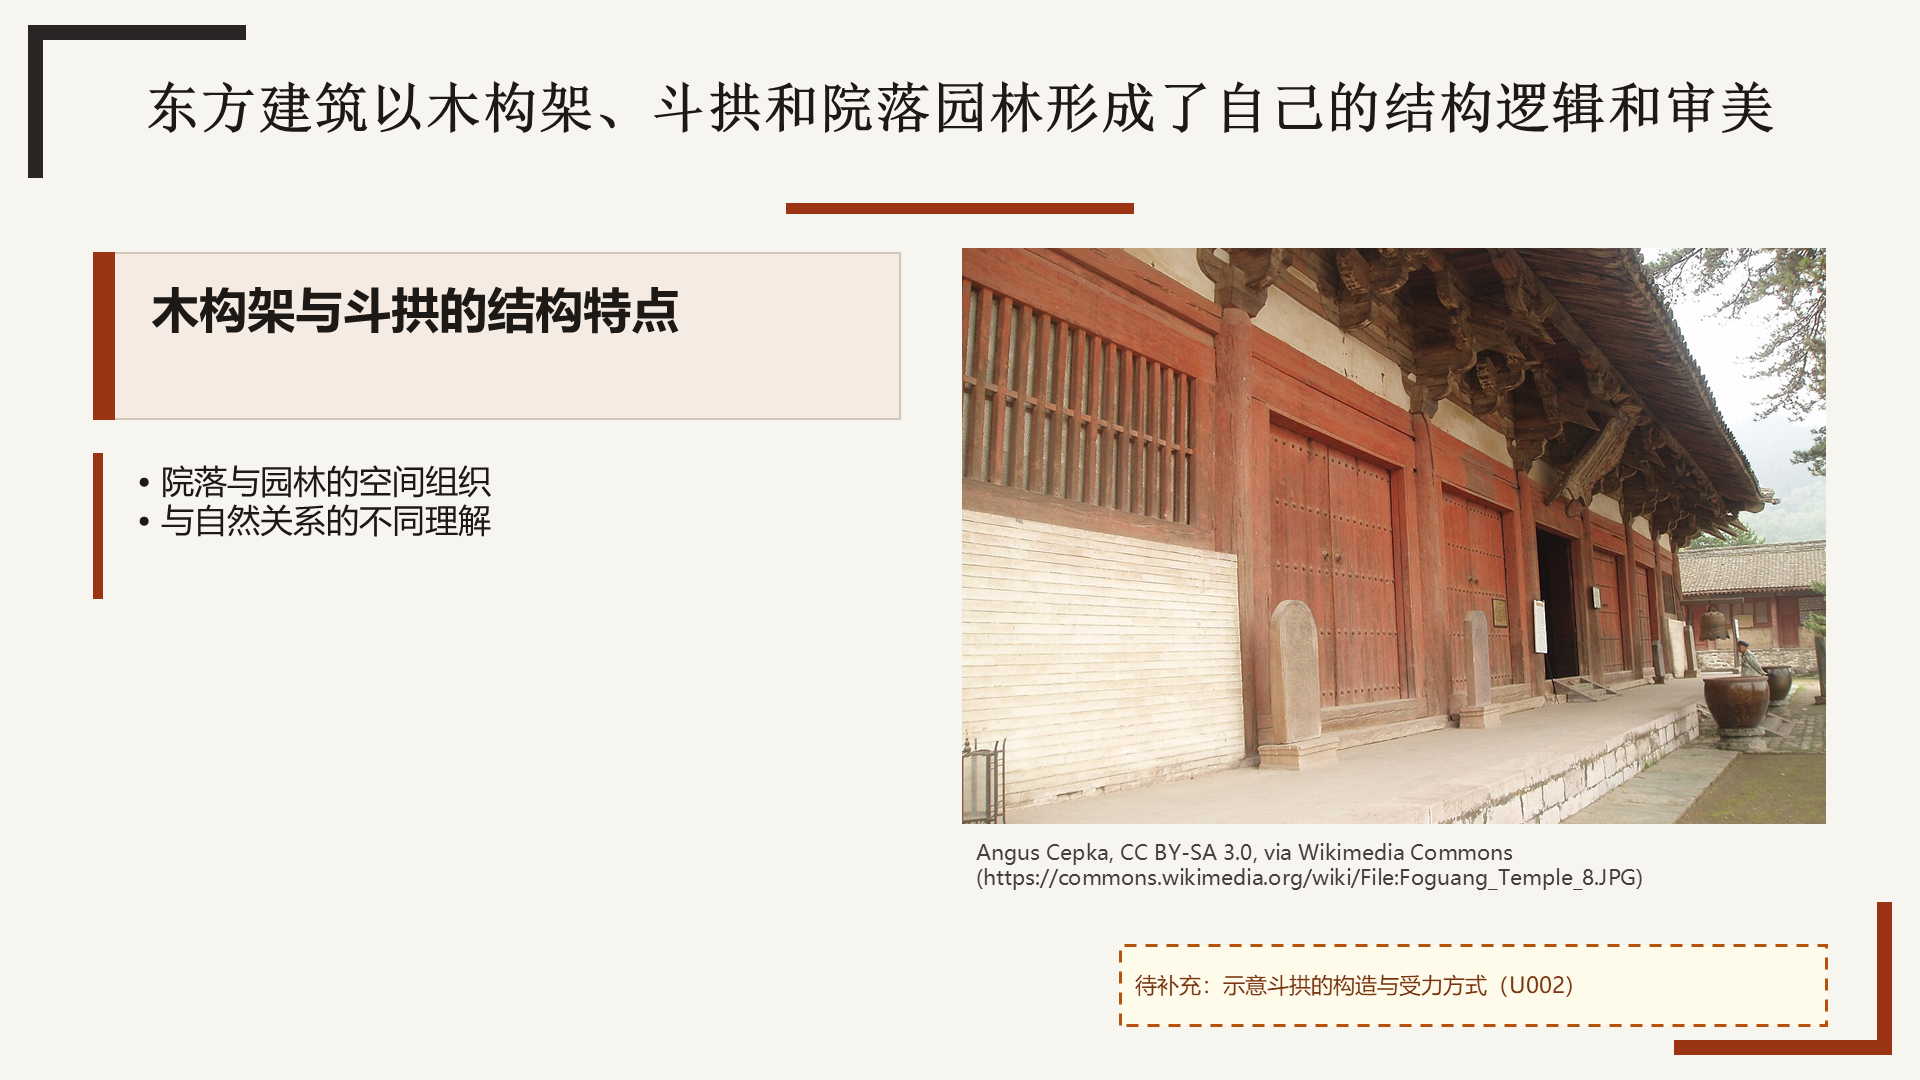 东方建筑以木构架、斗拱和院落园林形成了自己的结构逻辑和审美
木构架与斗拱的结构特点
• 院落与园林的空间组织
• 与自然关系的不同理解
Angus Cepka, CC BY-SA 3.0, via Wikimedia Commons
(https://commons.wikimedia.org/wiki/File:Foguang_Temple_8.JPG)
待补充：示意斗拱的构造与受力方式（U002）